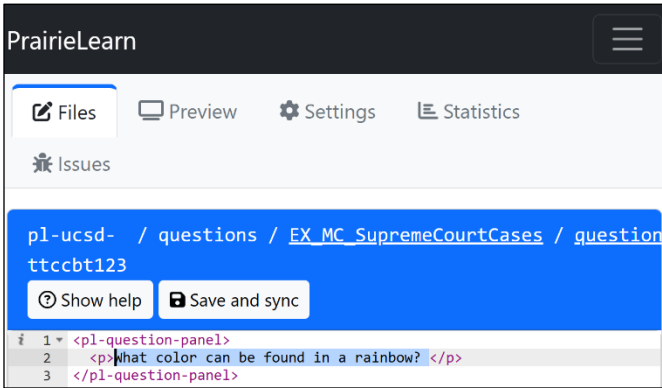 PrairieLearn
Files Preview Settings Statistics
Issues
pl-ucsd- / questions / EX_MC_SupremeCourtCases / question
ttccbt123
Show help Save and sync
i 1 <pl-question-panel>
2 <p>What color can be found in a rainbow? </p>
3 </pl-question-panel>